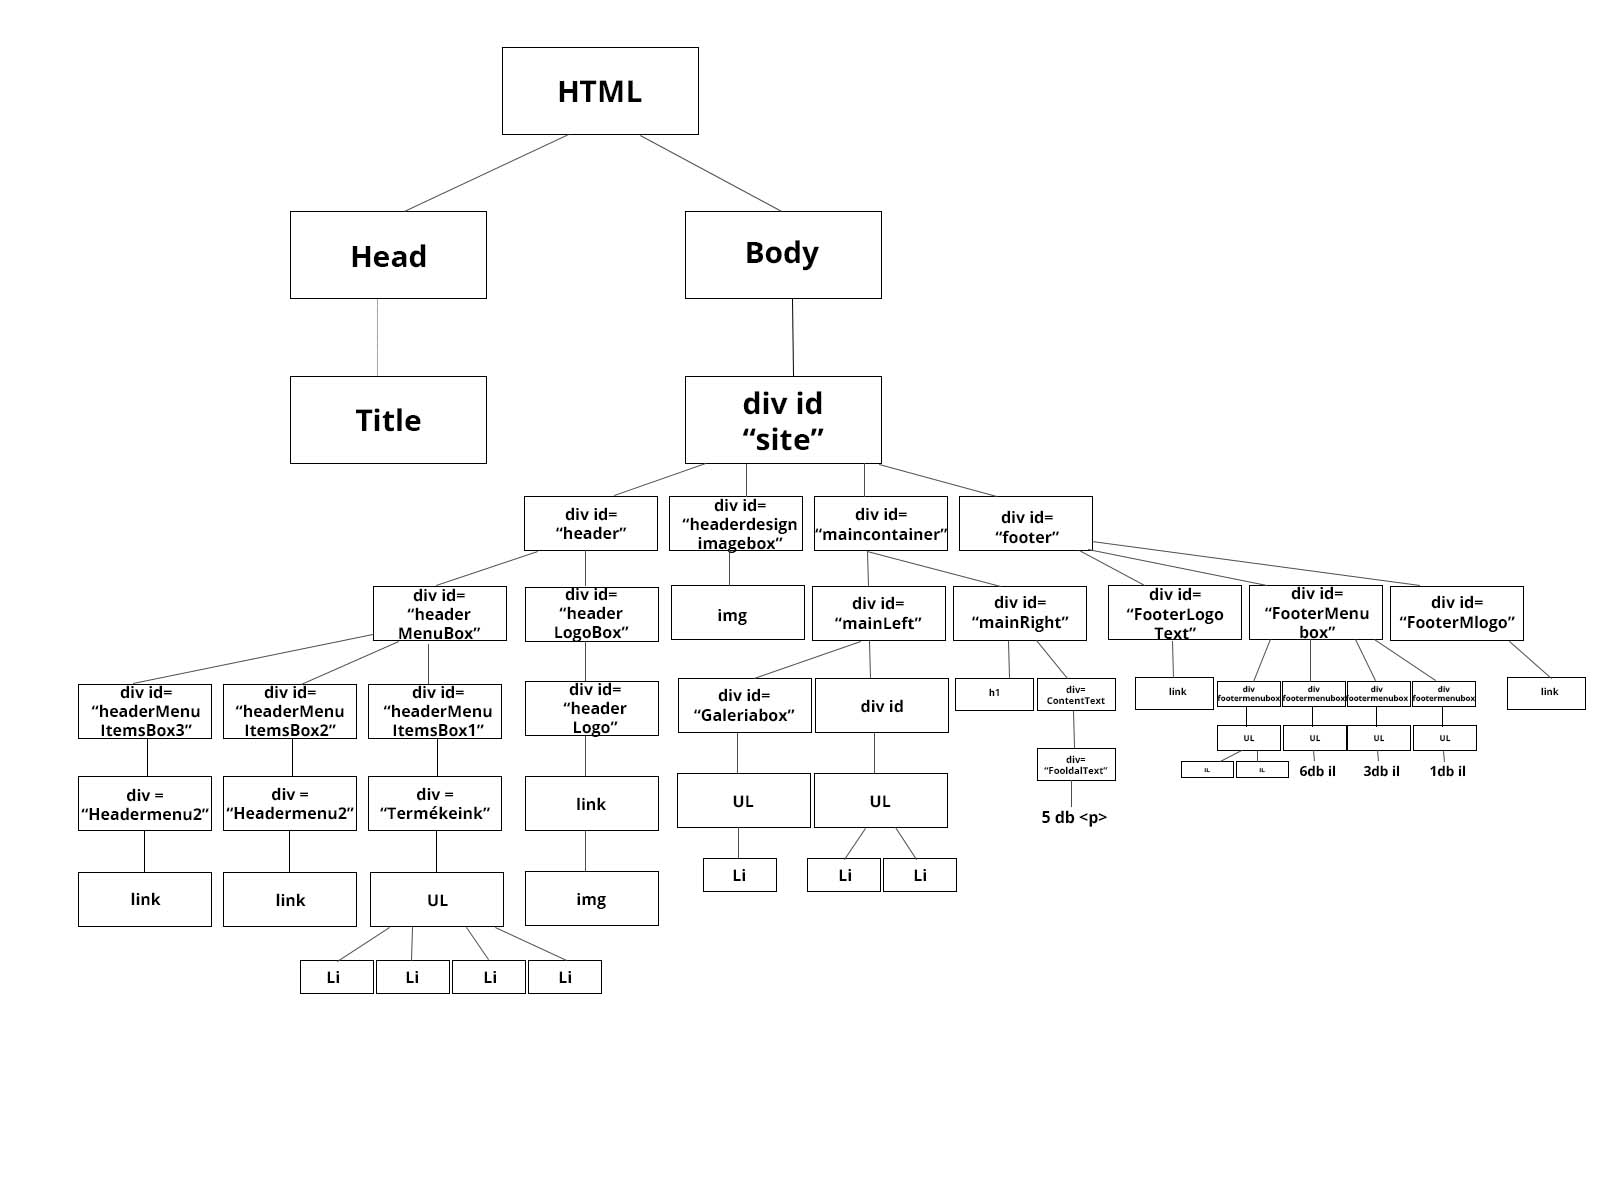 HTML
Head
Body
Title
div id
“site”
div id=
“header”
div id=
“headerdesign
imagebox”
div id=
“maincontainer”
div id=
“footer”
div id=
“header
MenuBox”
div id=
“header
LogoBox”
img
div id=
“mainLeft”
div id=
“mainRight”
div id=
“FooterLogo
Text”
div id=
“FooterMenu
box”
div id=
“FooterMlogo”
div id=
“headerMenu
ItemsBox3”
div id=
“headerMenu
ItemsBox2”
div id=
“headerMenu
ItemsBox1”
div id=
“header
Logo”
div id=
“Galeriabox”
div id
h1
div=
ContentText
link
div
footermenubox
div
footermenubox
div
footermenubox
div
footermenubox
link
UL
UL
UL
UL
div=
“FooldalText”
IL
IL
6db il
3db il
1db il
div =
“Headermenu2”
div =
“Headermenu2”
div =
“Termékeink”
link
UL
UL
5 db <p>
link
link
UL
img
Li
Li
Li
Li
Li
Li
Li